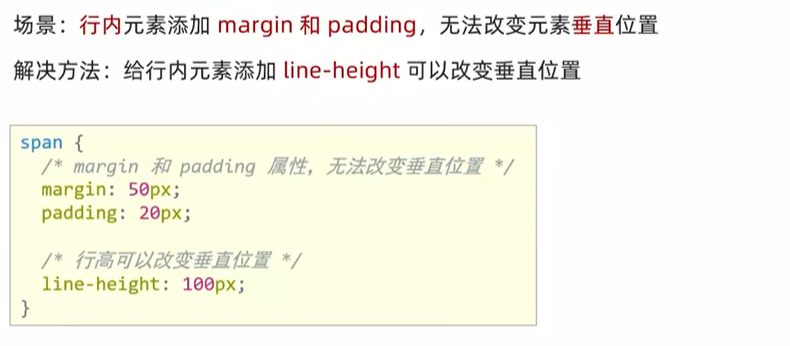 场景：行内元素添加 margin 和 padding，无法改变元素垂直位置
解决方法：给行内元素添加 line-height 可以改变垂直位置
span {
  /* margin 和 padding 属性，无法改变垂直位置 */
  margin: 50px;
  padding: 20px;

  /* 行高可以改变垂直位置 */
  line-height: 100px;
}